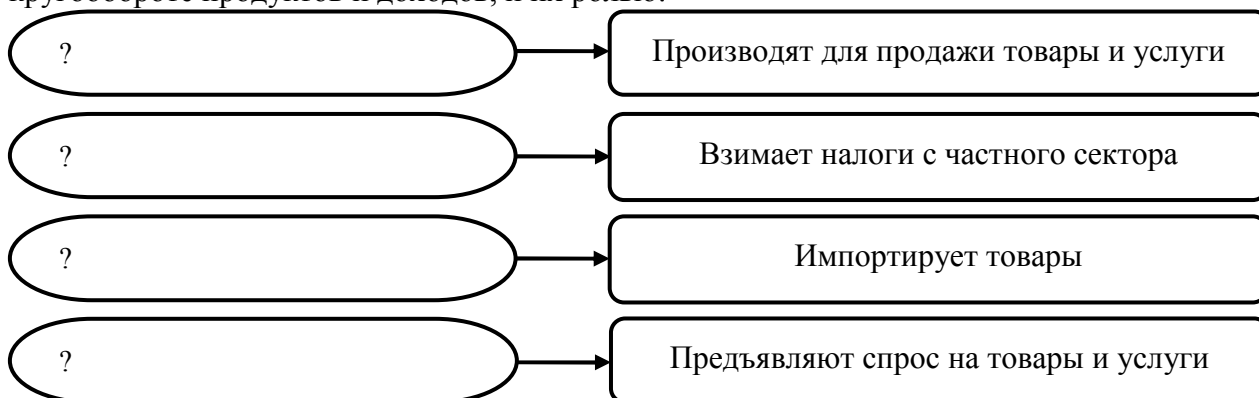 кругообороте продуктов и доходов, и их ролью:
? Производят для продажи товары и услуги
? Взимает налоги с частного сектора
? Импортирует товары
? Предъявляют спрос на товары и услуги